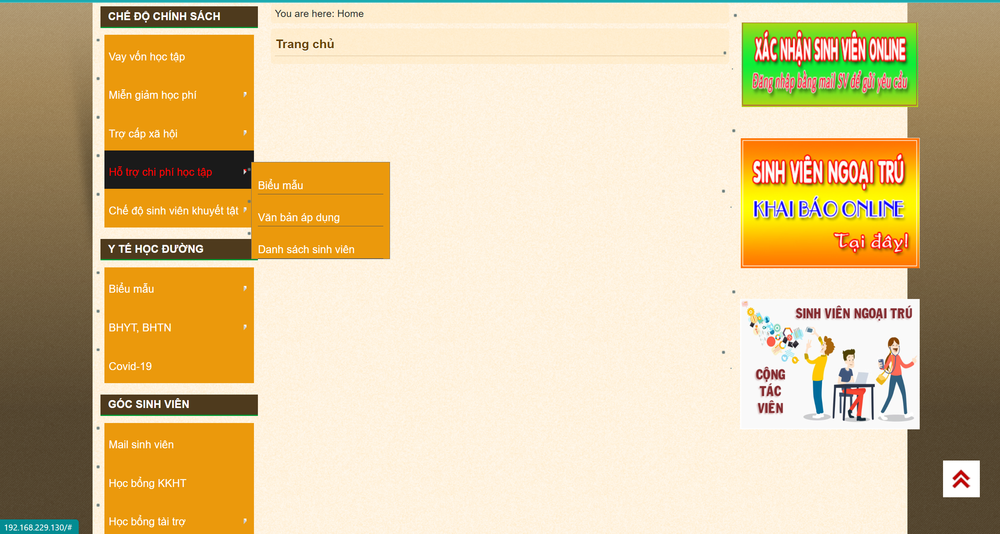 CHẾ ĐỘ CHÍNH SÁCH
Vay vốn học tập
Miễn giảm học phí
Trợ cấp xã hội
Hỗ trợ chi phí học tập
Chế độ sinh viên khuyết tật
Biểu mẫu
Văn bản áp dụng
Danh sách sinh viên
Y TẾ HỌC ĐƯỜNG
Biểu mẫu
BHYT, BHTN
Covid-19
GÓC SINH VIÊN
Mail sinh viên
Học bổng KKHT
Học bổng tài trợ
You are here: Home
Trang chủ
XÁC NHẬN SINH VIÊN ONLINE
Đăng nhập bằng mail SV để gửi yêu cầu
SINH VIÊN NGOẠI TRÚ
KHAI BÁO ONLINE
Tại đây!
SINH VIÊN NGOẠI TRÚ
CỘNG
TÁC
VIÊN
192.168.229.130/#